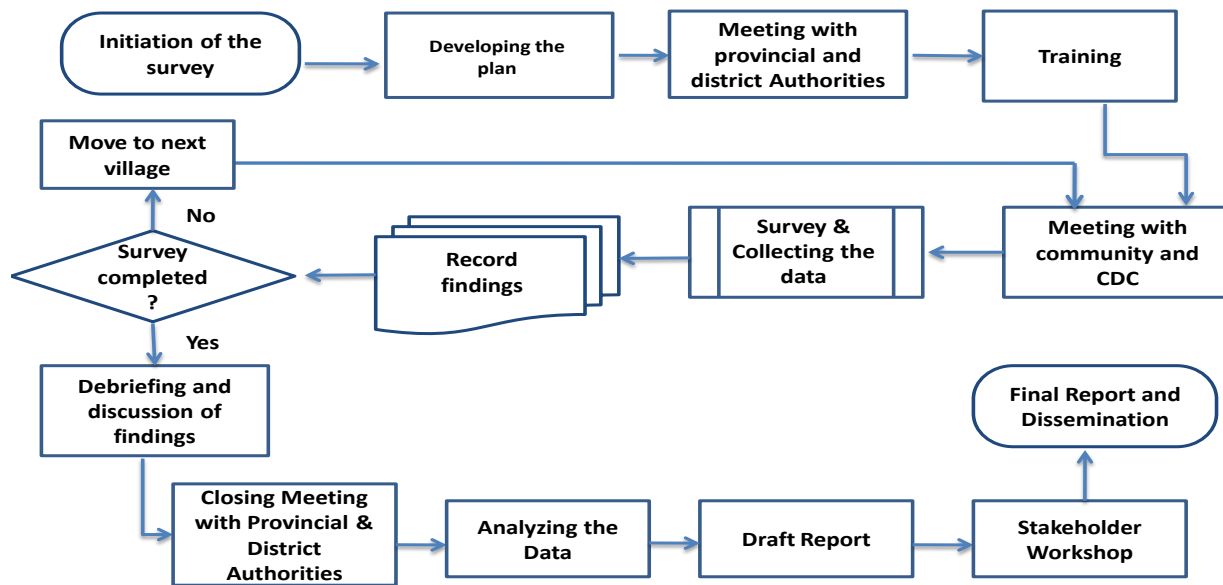 Initiation of the
survey
Developing the
plan
Meeting with
provincial and
district Authorities
Training
Move to next
village
No
Survey
completed
?
Yes
Record
findings
Survey &
Collecting the
data
Meeting with
community and
CDC
Debriefing and
discussion of
findings
Closing Meeting
with Provincial &
District
Authorities
Analyzing the
Data
Draft Report
Stakeholder
Workshop
Final Report and
Dissemination